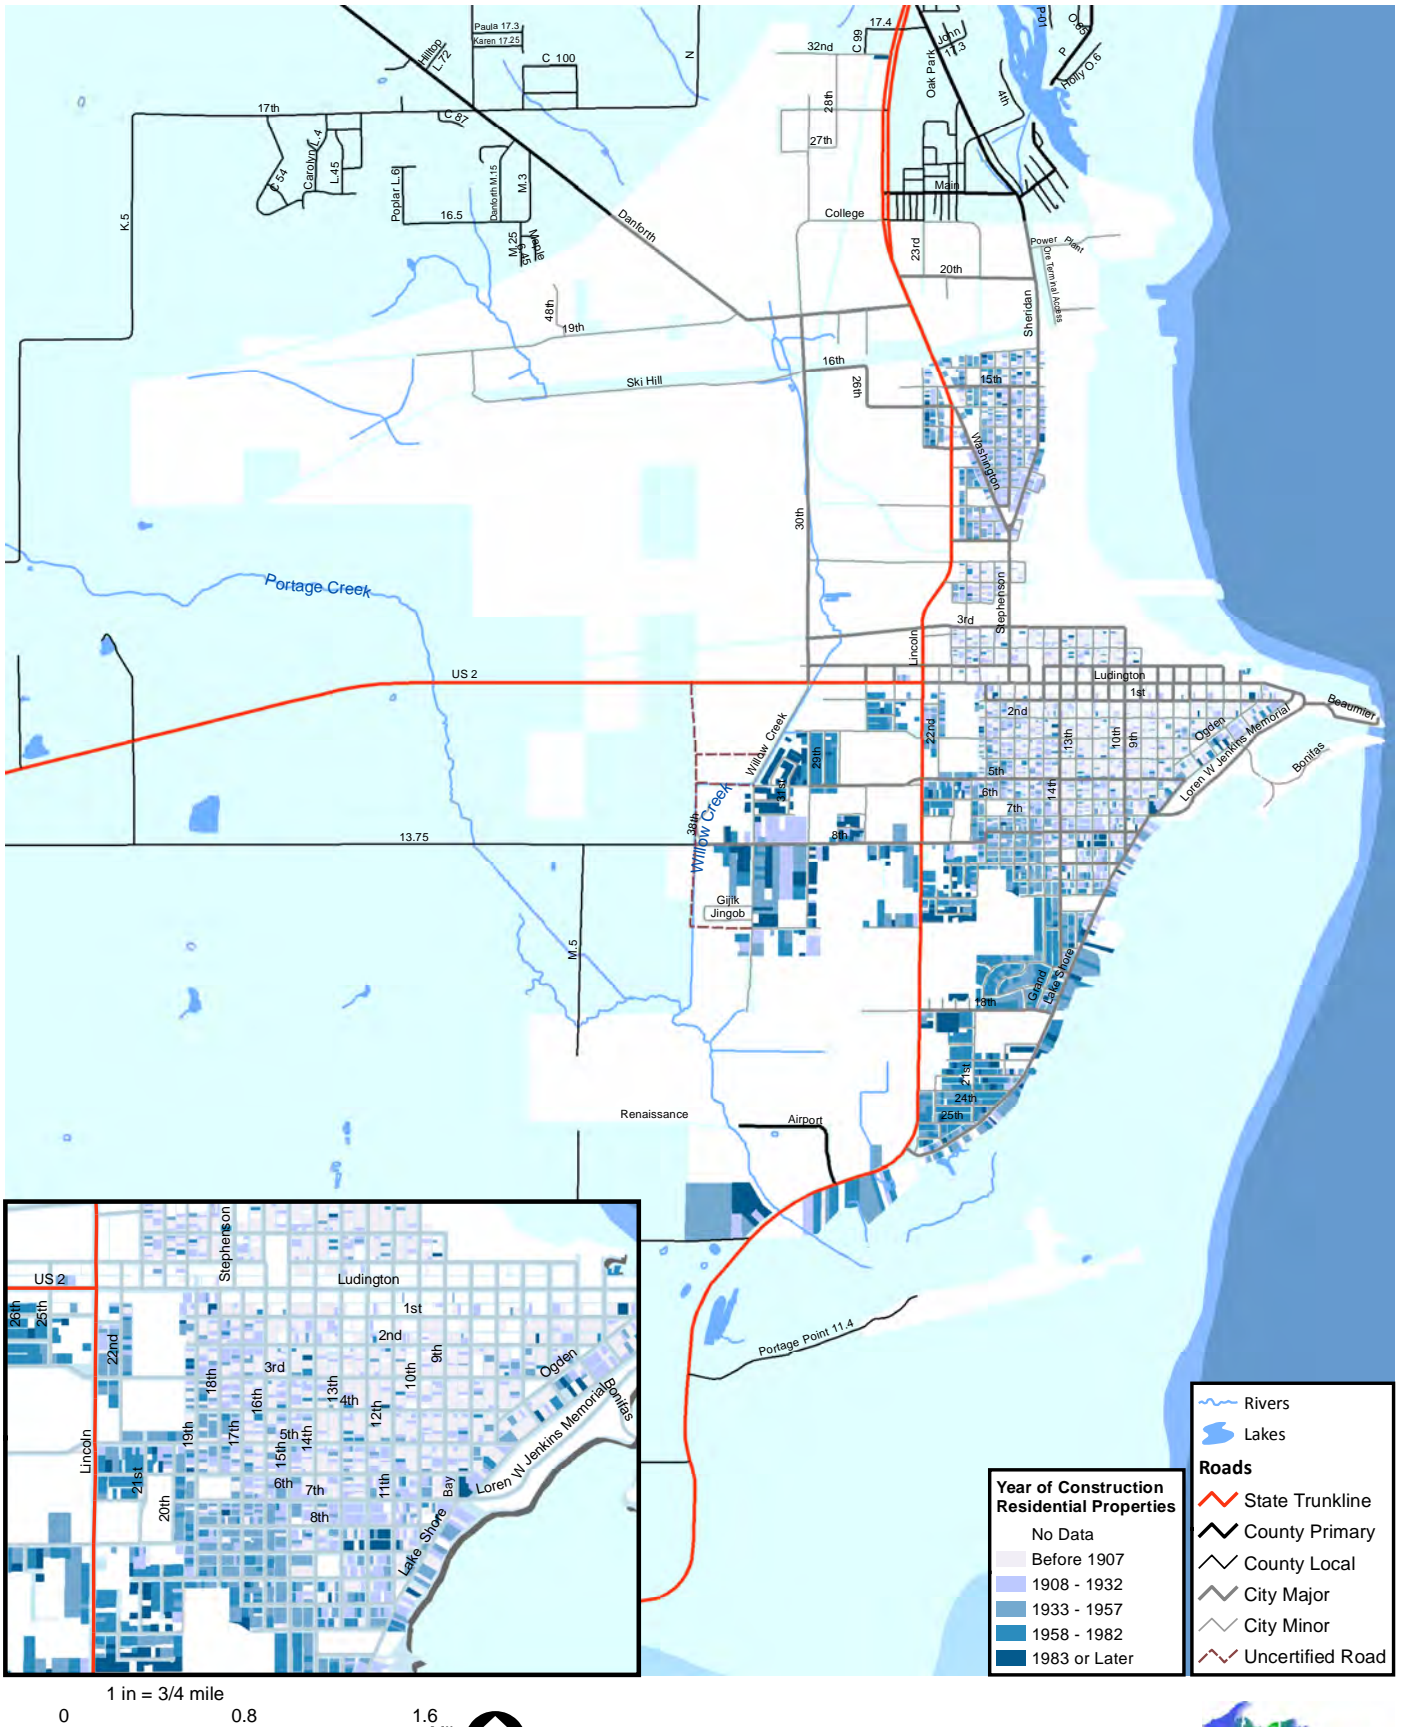 Paula 17.3
Karen 17.25
Hilltop
L.72
C 100
N
C 99
17.4
John
17.3
32nd
Oak Park
P.01
O.85
P
Holly O.6
4th
17th
C 87
28th
27th
C 54
Carolyn L.4
L.45
Poplar L.6
Danforth M.15
M.3
16.5
M.25
6.45
Maple
K.5
Danforth
Main
College
23rd
20th
Power Plant
Ore Terminal Access
Sheridan
48th
19th
16th
26th
Ski Hill
15th
Washington
30th
Portage Creek
Stephenson
3rd
Lincoln
US 2
Ludington
1st
2nd
Beaumier
Ogden
Loren W Jenkins Memorial
Bonifas
22nd
13th
10th
9th
Willow Creek
29th
31st
5th
6th
7th
14th
38th
Willow Creek
13.75
8th
Gijik
Jingob
M.5
Grand
Lake Shore
18th
21st
24th
25th
Renaissance
Airport
Portage Point 11.4
Stephenson
US 2
Ludington
26th
25th
1st
22nd
2nd
9th
3rd
18th
10th
Ogden
13th
16th
4th
12th
Bonifas
19th
17th
5th
14th
15th
Lincoln
21st
6th
7th
11th
Bay
Loren W Jenkins Memorial
20th
8th
Lake Shore
Year of Construction
Residential Properties
No Data
Before 1907
1908 - 1932
1933 - 1957
1958 - 1982
1983 or Later
Rivers
Lakes
Roads
State Trunkline
County Primary
County Local
City Major
City Minor
Uncertified Road
1 in = 3/4 mile
0 0.8 1.6